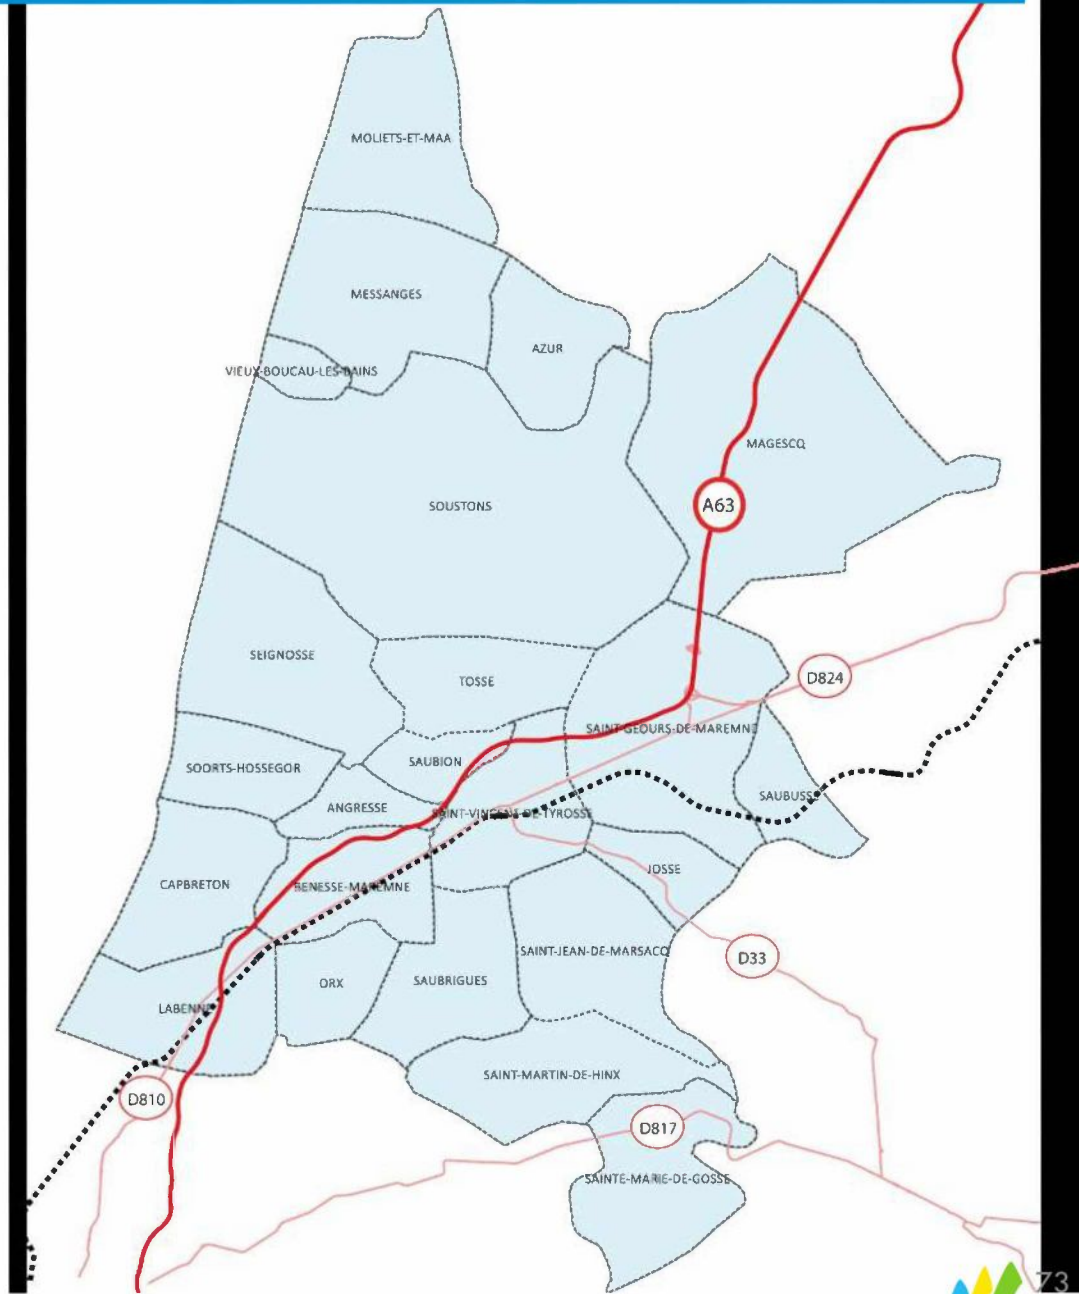 MOLIETS-ET-MAA
MESSANGES
AZUR
VIEUX-BOUCAU-LES-BAINS
MAGESCQ
A63
SOUSTONS
SEIGNOSSE
TOSSE
D824
SAINT-GEOURS-DE-MAREMNE
SAUBION
SOORTS-HOSSEGOR
SAUBUSSE
ANGRESSE
SAINT-VINCENT-DE-TYROSSE
JOSSE
CAPBRETON
BENESSE-MAREMNE
SAINT-JEAN-DE-MARSACQ
D33
ORX
SAUBRIGUES
LABENNE
SAINT-MARTIN-DE-HINX
D810
D817
SAINTE-MARIE-DE-GOSSE
73